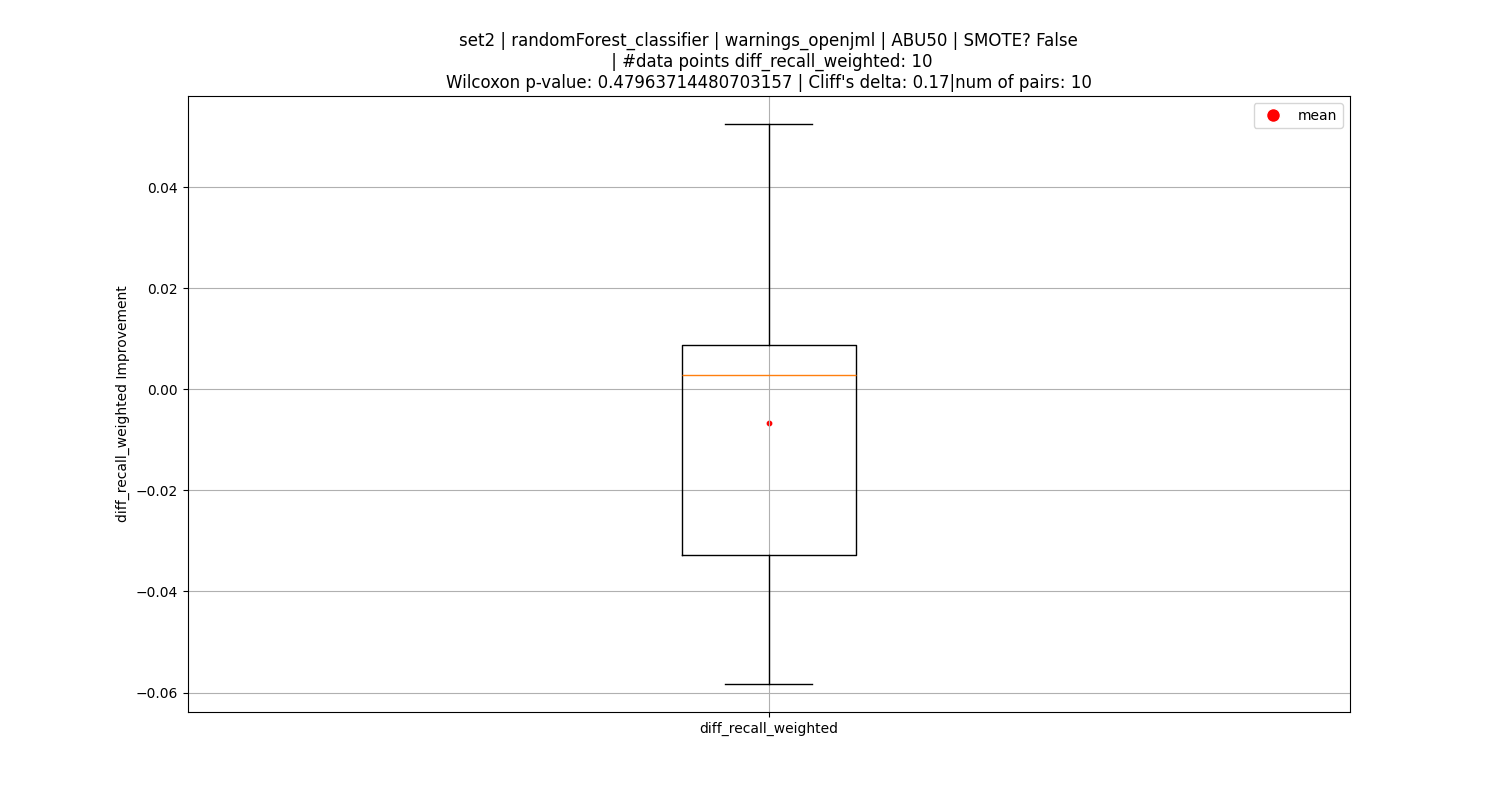 set2 | randomForest_classifier | warnings_openjml | ABU50 | SMOTE? False
| #data points diff_recall_weighted: 10
Wilcoxon p-value: 0.47963714480703157 | Cliff's delta: 0.17|num of pairs: 10
mean
0.04
0.02
0.00
−0.02
−0.04
−0.06
diff_recall_weighted Improvement
diff_recall_weighted